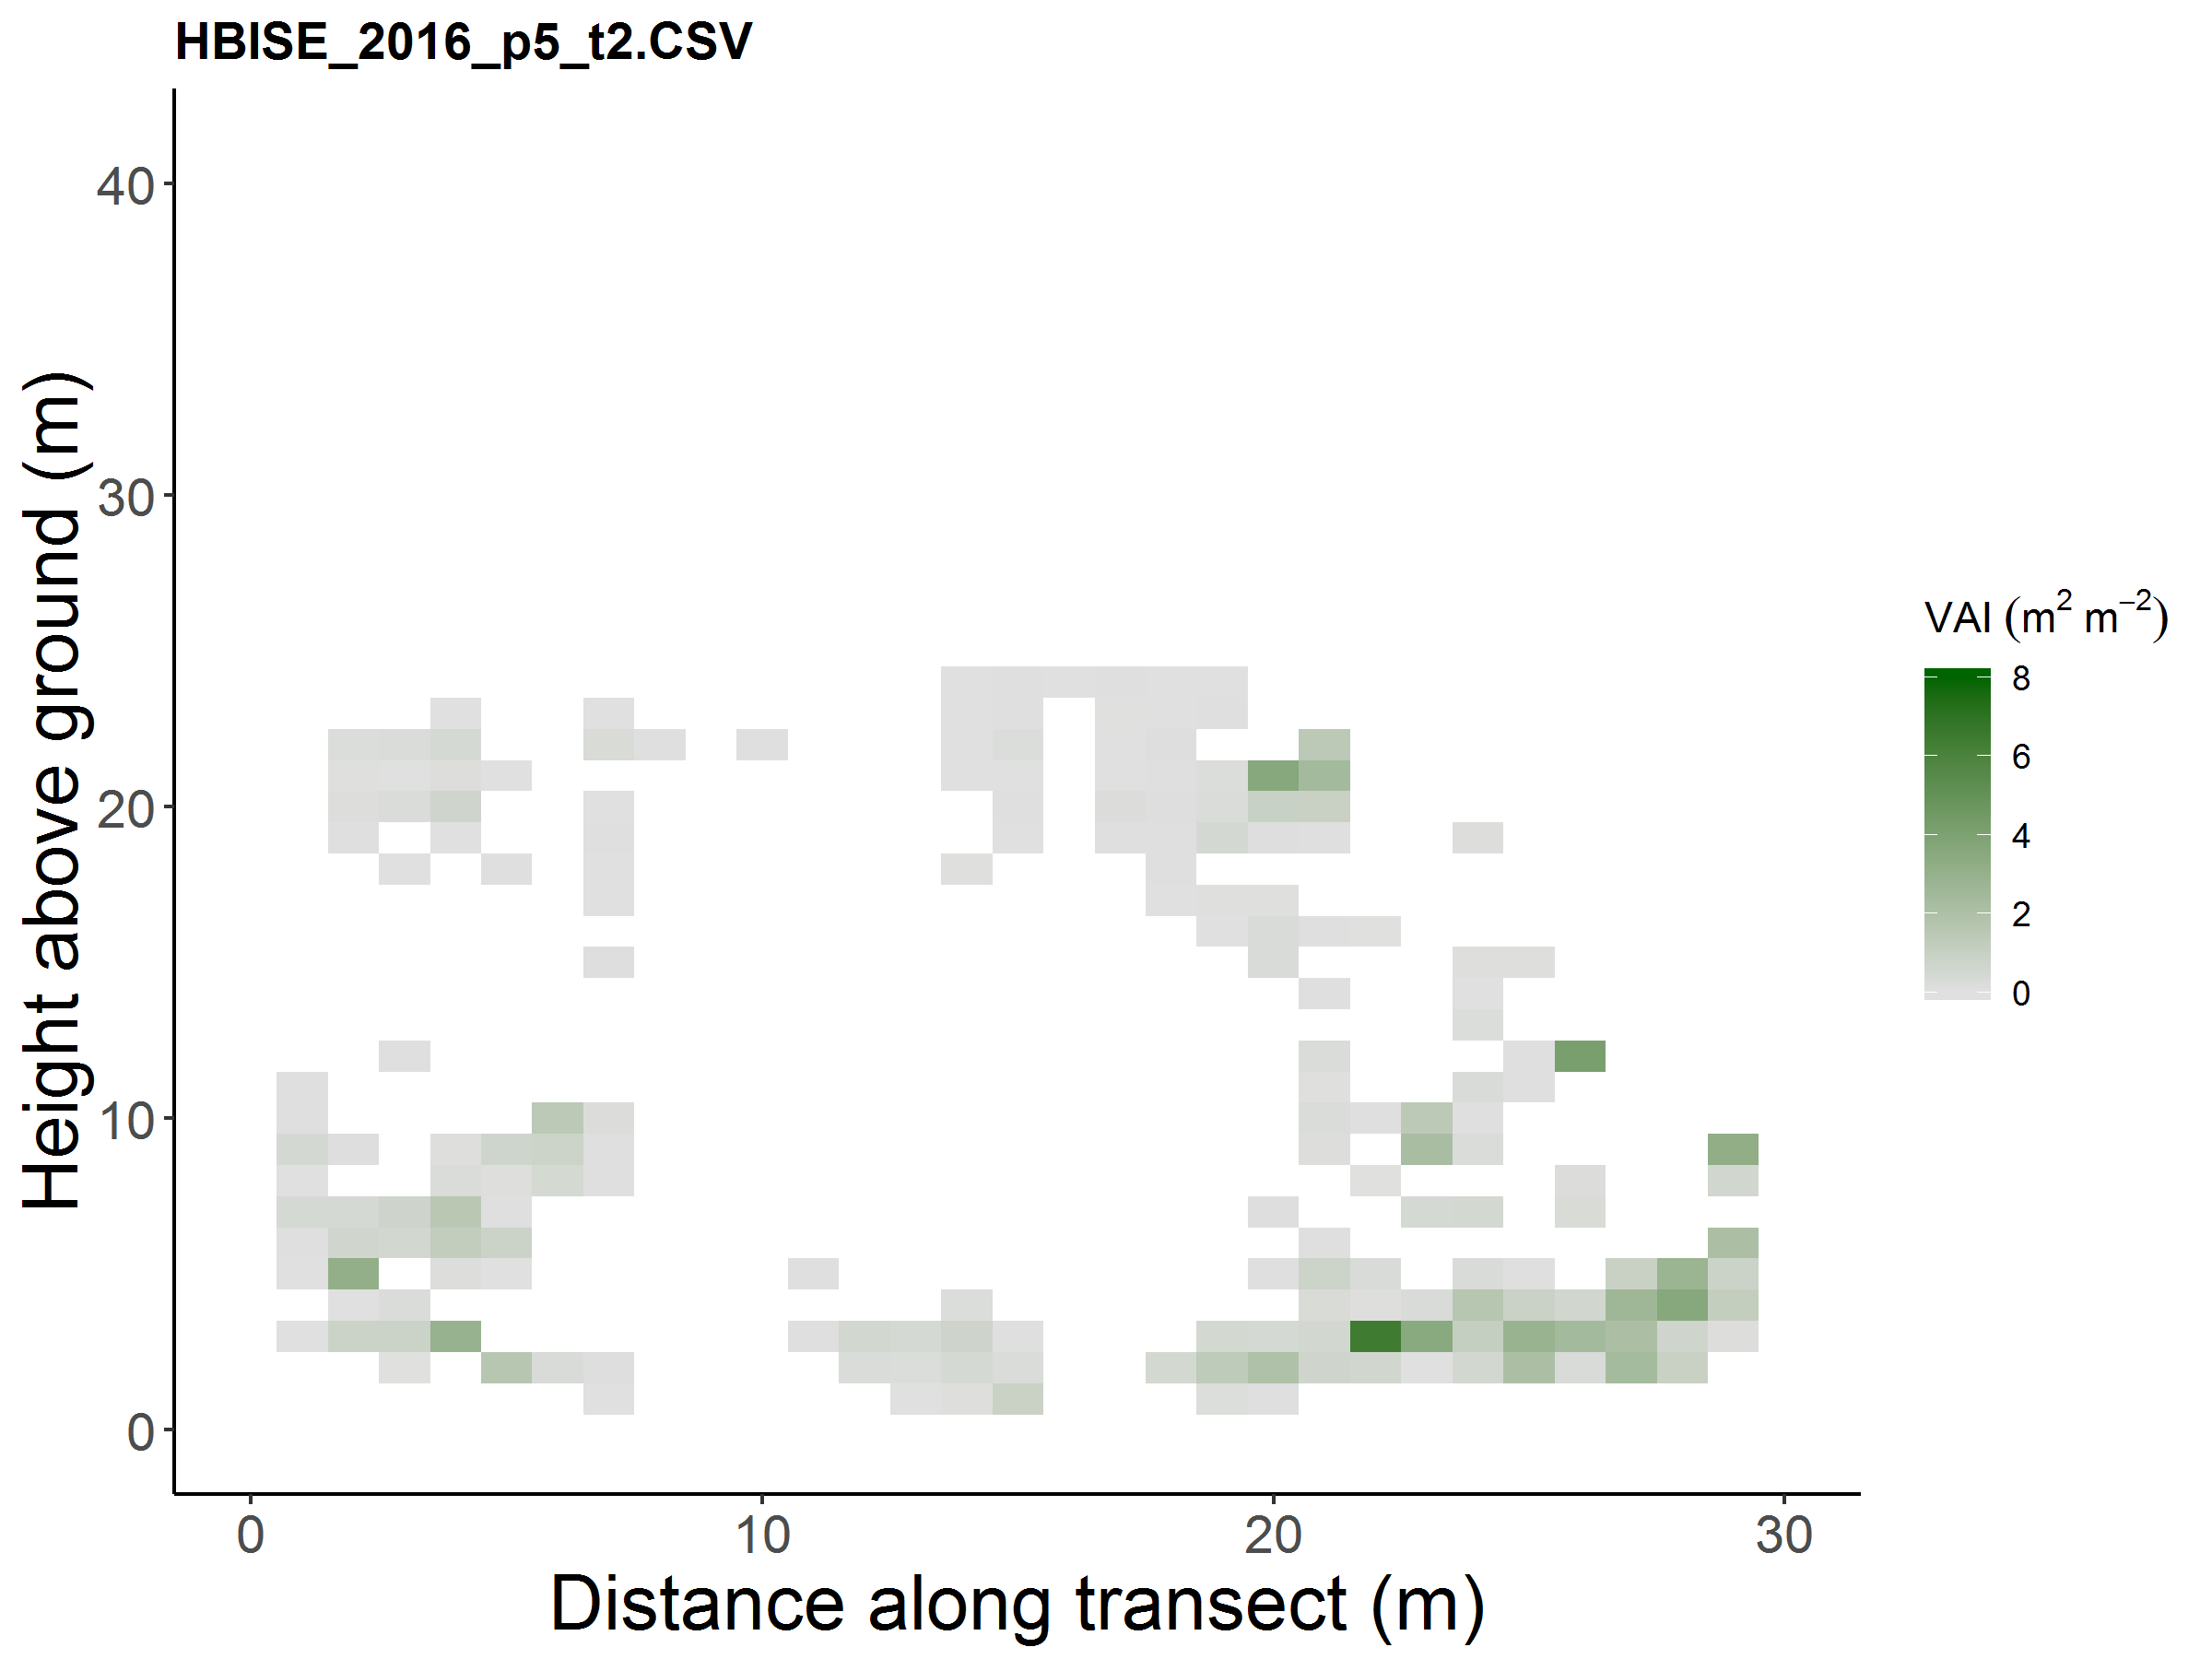 HBISE_2016_p5_t2.CSV
Height above ground (m)
40
30
20
10
0
0 10 20 30
Distance along transect (m)
VAI (m² m⁻²)
8
6
4
2
0